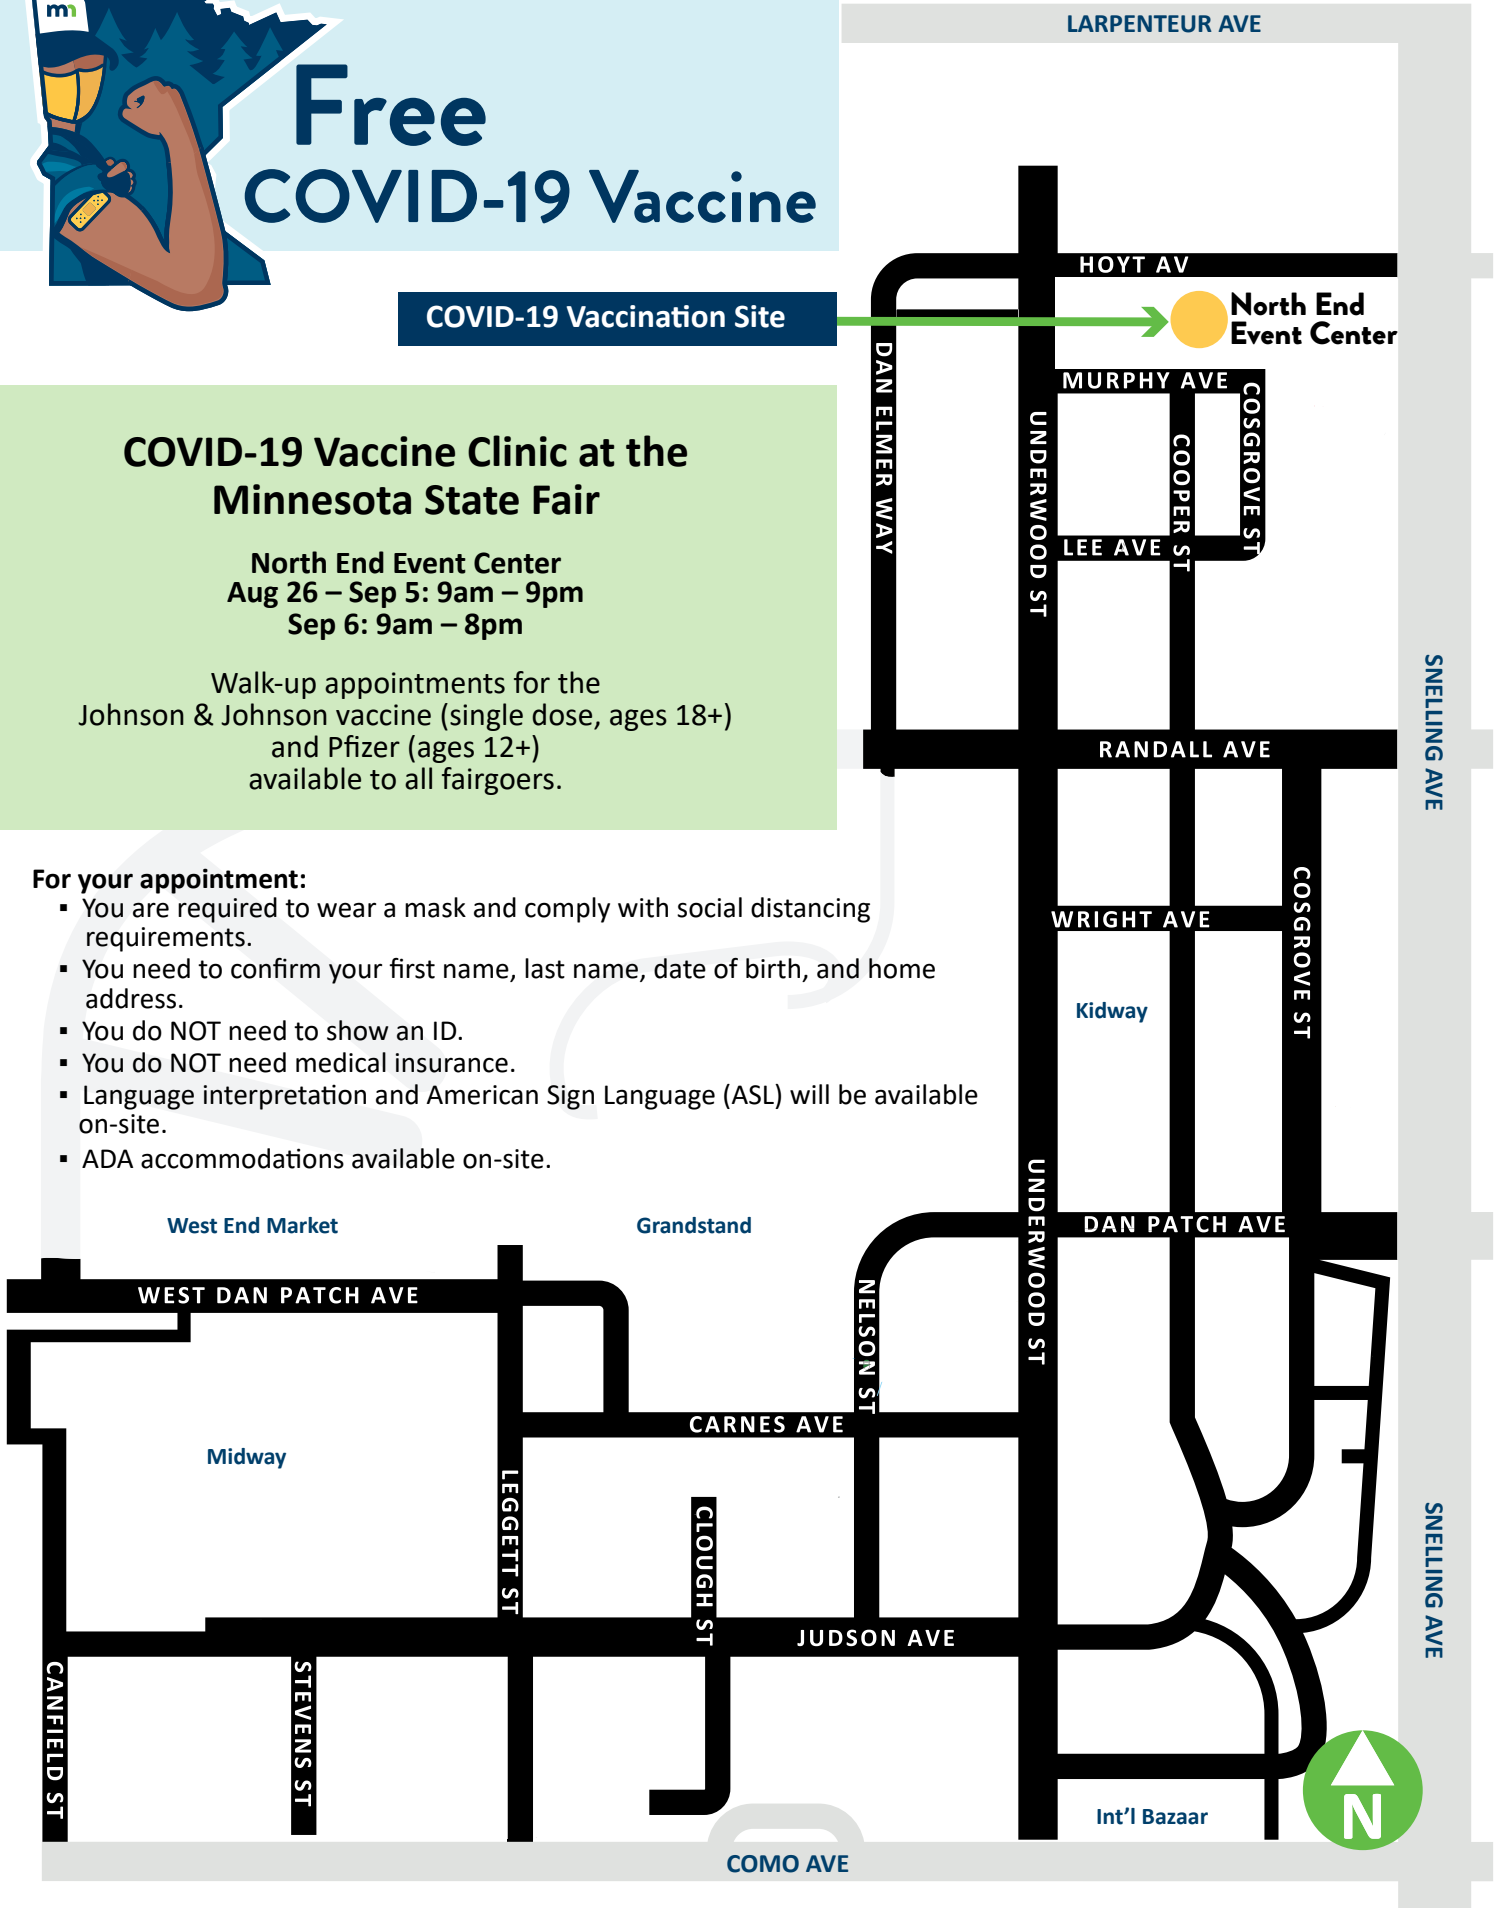 mn
Free
COVID-19 Vaccine
COVID-19 Vaccination Site
COVID-19 Vaccine Clinic at the
Minnesota State Fair
North End Event Center
Aug 26 – Sep 5: 9am – 9pm
Sep 6: 9am – 8pm
Walk-up appointments for the
Johnson & Johnson vaccine (single dose, ages 18+)
and Pfizer (ages 12+)
available to all fairgoers.
For your appointment:
▪ You are required to wear a mask and comply with social distancing
requirements.
▪ You need to confirm your first name, last name, date of birth, and home
address.
▪ You do NOT need to show an ID.
▪ You do NOT need medical insurance.
▪ Language interpretation and American Sign Language (ASL) will be available
on-site.
▪ ADA accommodations available on-site.
LARPENTEUR AVE
HOYT AV
North End
Event Center
DAN ELMER WAY
MURPHY AVE
UNDERWOOD ST
COOPER ST
COSGROVE ST
LEE AVE
SNELLING AVE
RANDALL AVE
COSGROVE ST
WRIGHT AVE
Kidway
UNDERWOOD ST
West End Market
Grandstand
DAN PATCH AVE
WEST DAN PATCH AVE
NELSON ST
CARNES AVE
Midway
LEGGETT ST
CLOUGH ST
SNELLING AVE
JUDSON AVE
CANFIELD ST
STEVENS ST
Int'l Bazaar
N
COMO AVE